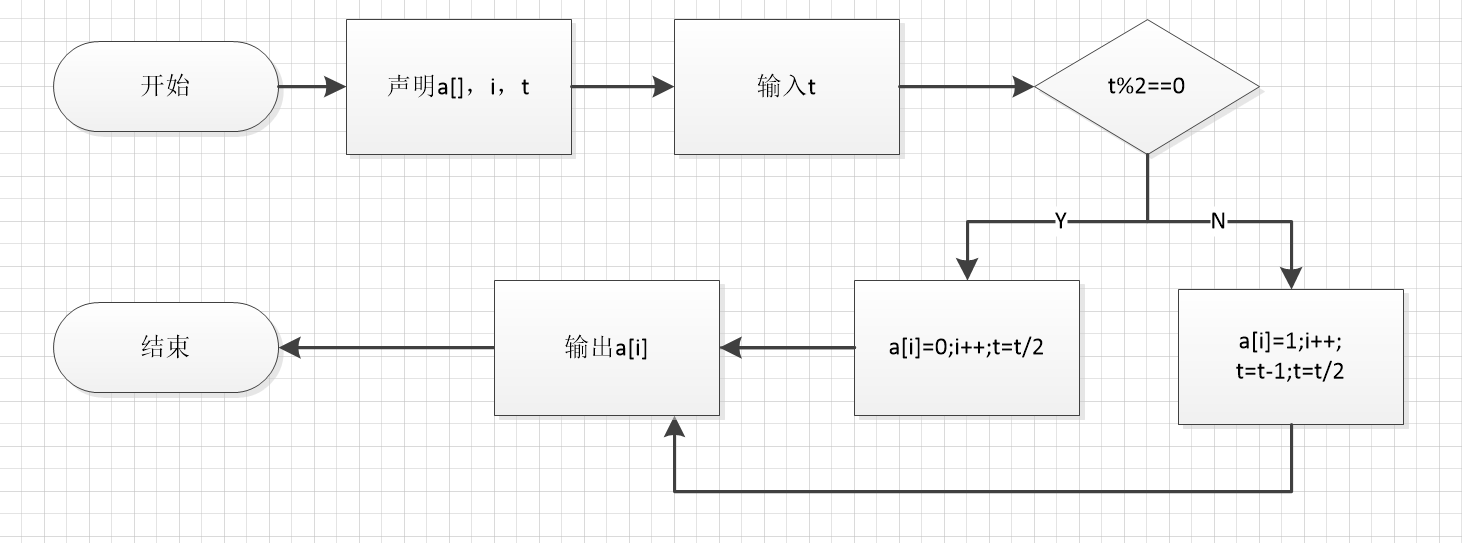 开始
声明a[]，i，t
输入t
t%2==0
Y
N
结束
输出a[i]
a[i]=0;i++;t=t/2
a[i]=1;i++;
t=t-1;t=t/2